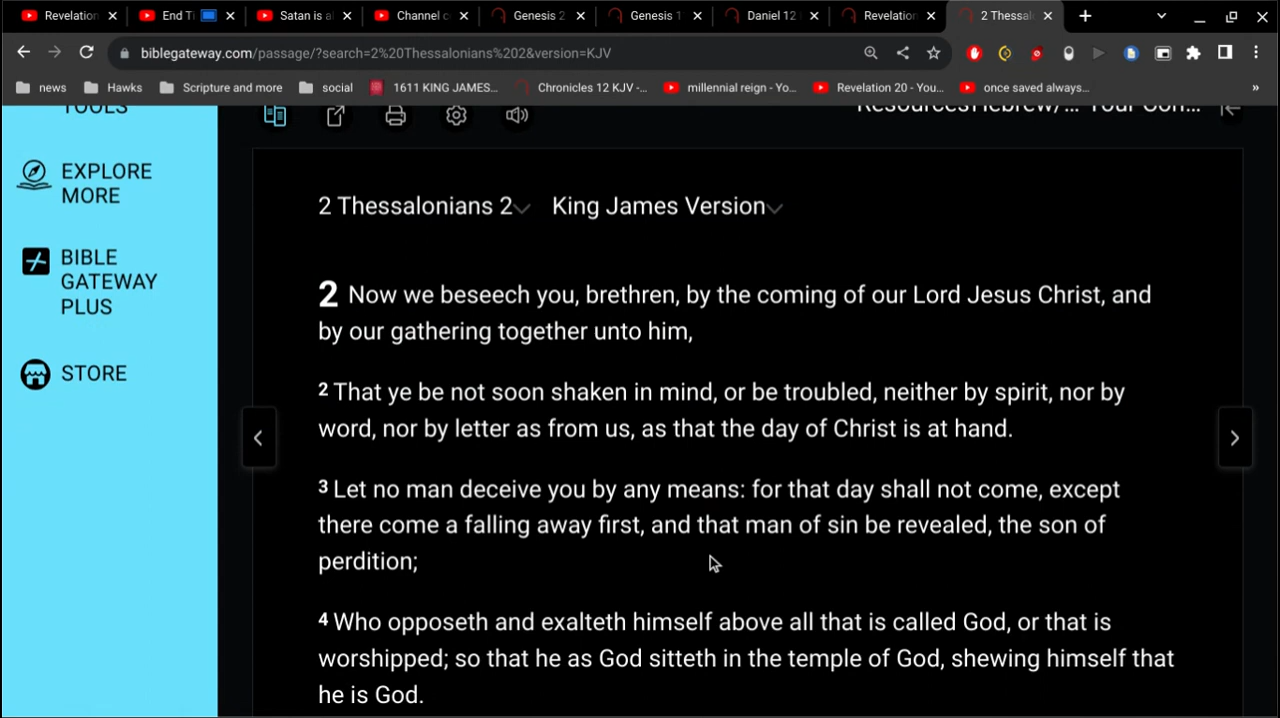 Revelation
End Ti
Satan is a
Channel c
Genesis 2
Genesis 1
Daniel 12
Revelation
2 Thessal
biblegateway.com/passage/?search=2%20Thessalonians%202&version=KJV
news
Hawks
Scripture and more
social
1611 KING JAMES...
Chronicles 12 KJV -...
millennial reign - Yo...
Revelation 20 - You...
once saved always...
»
TOOLS
EXPLORE
MORE
BIBLE
GATEWAY
PLUS
STORE
ResourcesHebrew/... Your Con...
2 Thessalonians 2 King James Version
2 Now we beseech you, brethren, by the coming of our Lord Jesus Christ, and
by our gathering together unto him,
2 That ye be not soon shaken in mind, or be troubled, neither by spirit, nor by
word, nor by letter as from us, as that the day of Christ is at hand.
3 Let no man deceive you by any means: for that day shall not come, except
there come a falling away first, and that man of sin be revealed, the son of
perdition;
4 Who opposeth and exalteth himself above all that is called God, or that is
worshipped; so that he as God sitteth in the temple of God, shewing himself that
he is God.